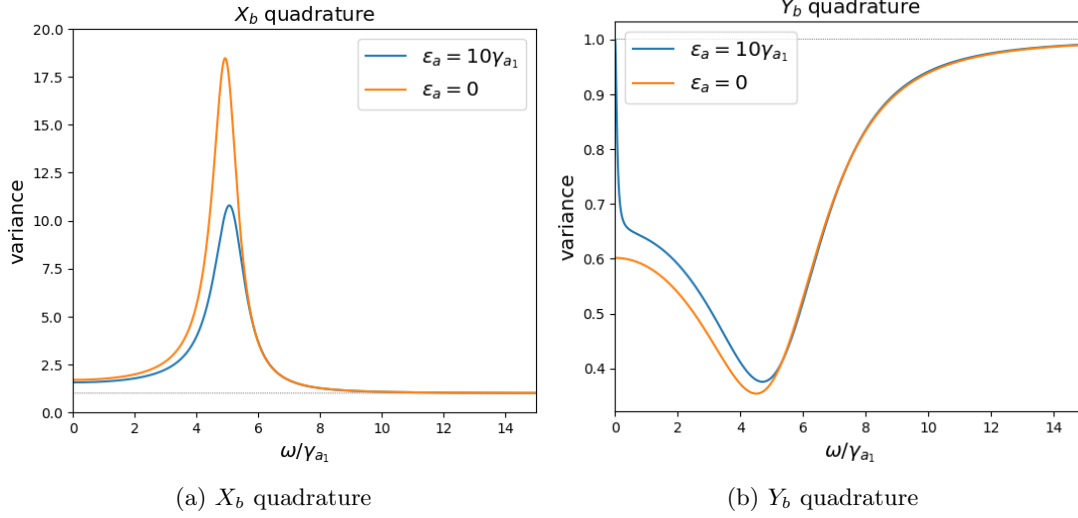 X_b quadrature
variance
20.0
17.5
15.0
12.5
10.0
7.5
5.0
2.5
0.0
ε_a = 10γ_{a_1}
ε_a = 0
0 2 4 6 8 10 12 14
ω/γ_{a_1}
(a) X_b quadrature
Y_b quadrature
variance
1.0
0.9
0.8
0.7
0.6
0.5
0.4
ε_a = 10γ_{a_1}
ε_a = 0
0 2 4 6 8 10 12 14
ω/γ_{a_1}
(b) Y_b quadrature